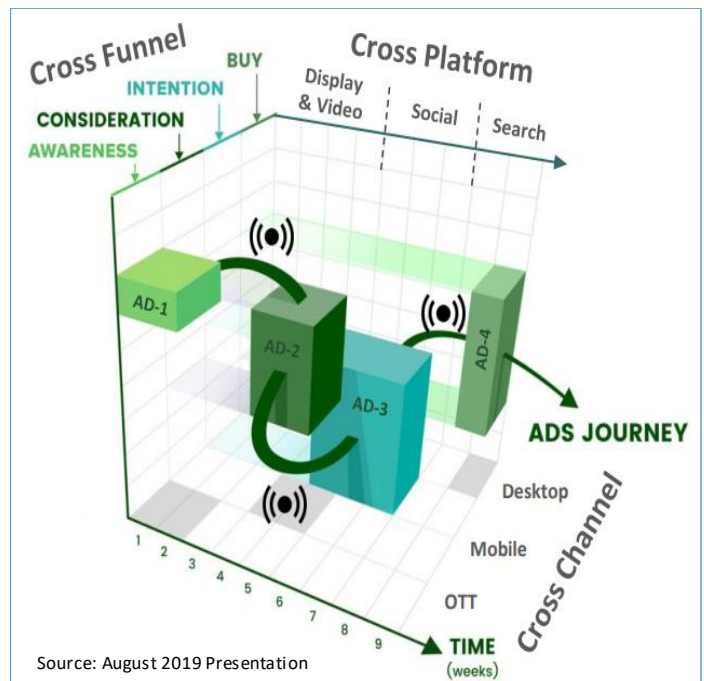 Cross Funnel
Cross Platform
BUY
INTENTION
CONSIDERATION
AWARENESS
Display
& Video
Social
Search
AD-1
AD-2
AD-3
AD-4
ADS JOURNEY
Desktop
Mobile
OTT
Cross Channel
1
2
3
4
5
6
7
8
9
TIME
(weeks)
Source: August 2019 Presentation